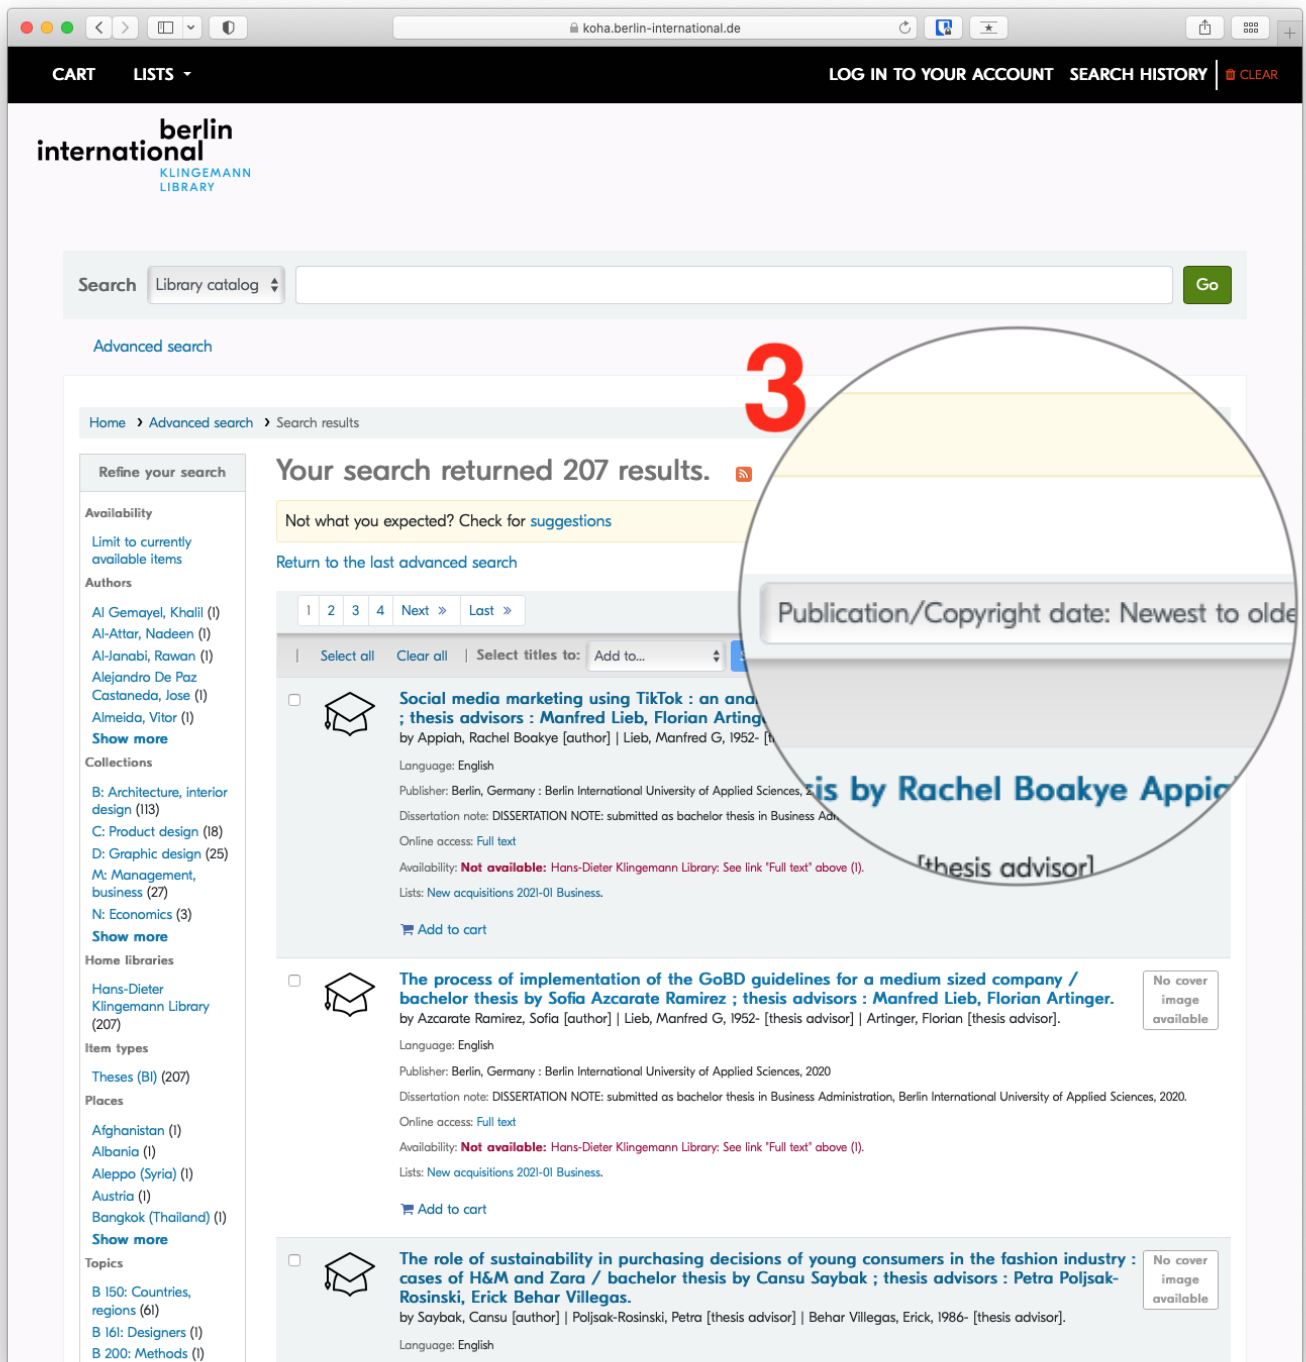 koha.berlin-international.de
CART LISTS LOG IN TO YOUR ACCOUNT SEARCH HISTORY CLEAR
berlin
international
KLINGEMANN
LIBRARY
Search Library catalog Go
Advanced search
3
Home > Advanced search > Search results
Refine your search
Availability
Limit to currently
available items
Authors
Al Gemayel, Khalil (1)
Al-Attar, Nadeen (1)
Al-Janabi, Rawan (1)
Alejandro De Paz
Castaneda, Jose (1)
Almeida, Vitor (1)
Show more
Collections
B: Architecture, interior
design (113)
C: Product design (18)
D: Graphic design (25)
M: Management,
business (27)
N: Economics (3)
Show more
Home libraries
Hans-Dieter
Klingemann Library
(207)
Item types
Theses (BI) (207)
Places
Afghanistan (1)
Albania (1)
Aleppo (Syria) (1)
Austria (1)
Bangkok (Thailand) (1)
Show more
Topics
B 150: Countries,
regions (61)
B 161: Designers (1)
B 200: Methods (1)
Your search returned 207 results.
Not what you expected? Check for suggestions
Return to the last advanced search
1 2 3 4 Next » Last »
| Select all Clear all | Select titles to: Add to...
Publication/Copyright date: Newest to olde
Social media marketing using TikTok : an ana
; thesis advisors : Manfred Lieb, Florian Artinge
by Appiah, Rachel Boakye [author] | Lieb, Manfred G, 1952- [t
Language: English
Publisher: Berlin, Germany : Berlin International University of Applied Sciences, 2
Dissertation note: DISSERTATION NOTE: submitted as bachelor thesis in Business Adm
Online access: Full text
Availability: Not available: Hans-Dieter Klingemann Library: See link "Full text" above (1).
Lists: New acquisitions 2021-01 Business.
Add to cart
is by Rachel Boakye Appia
[thesis advisor]
The process of implementation of the GoBD guidelines for a medium sized company /
bachelor thesis by Sofia Azcarate Ramirez ; thesis advisors : Manfred Lieb, Florian Artinger.
by Azcarate Ramirez, Sofia [author] | Lieb, Manfred G, 1952- [thesis advisor] | Artinger, Florian [thesis advisor].
Language: English
Publisher: Berlin, Germany : Berlin International University of Applied Sciences, 2020
Dissertation note: DISSERTATION NOTE: submitted as bachelor thesis in Business Administration, Berlin International University of Applied Sciences, 2020.
Online access: Full text
Availability: Not available: Hans-Dieter Klingemann Library: See link "Full text" above (1).
Lists: New acquisitions 2021-01 Business.
Add to cart
No cover
image
available
The role of sustainability in purchasing decisions of young consumers in the fashion industry :
cases of H&M and Zara / bachelor thesis by Cansu Saybak ; thesis advisors : Petra Poljsak-
Rosinski, Erick Behar Villegas.
by Saybak, Cansu [author] | Poljsak-Rosinski, Petra [thesis advisor] | Behar Villegas, Erick, 1986- [thesis advisor].
Language: English
No cover
image
available